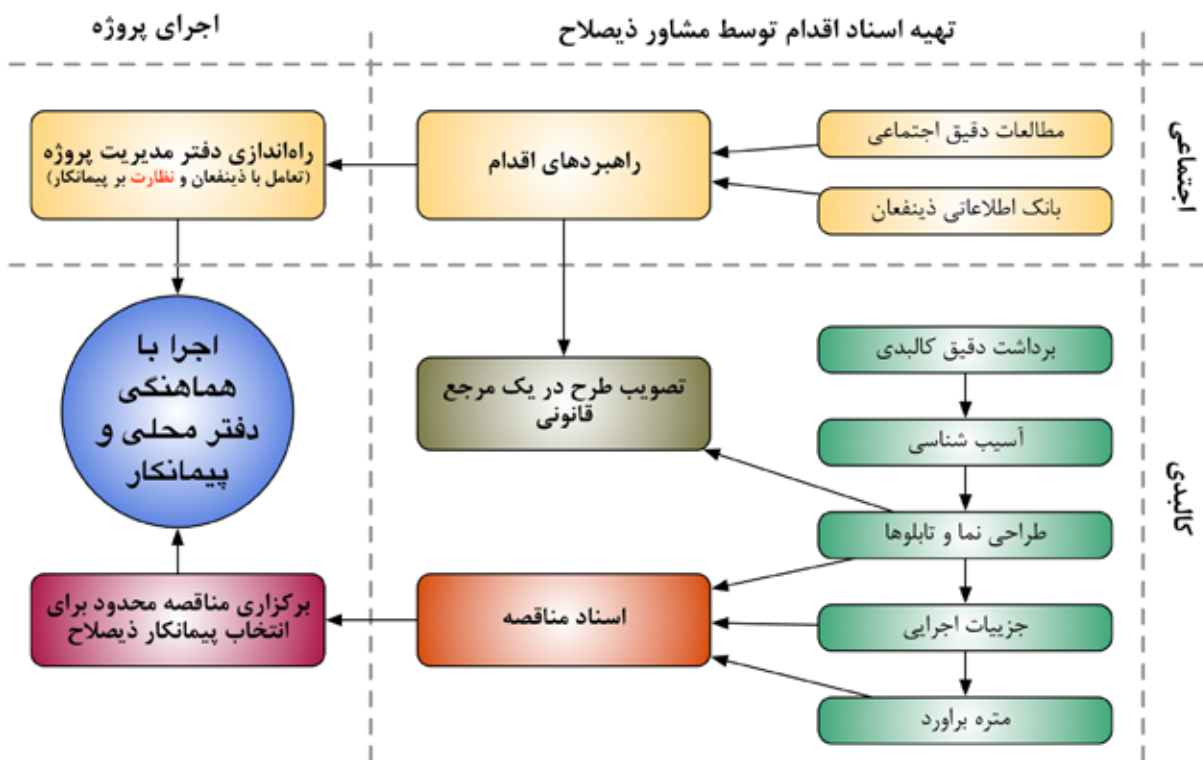 تهیه اسناد اقدام توسط مشاور ذیصلاح
اجرای پروژه
اجتماعی
مطالعات دقیق اجتماعی
بانک اطلاعاتی ذینفعان
راهبردهای اقدام
راه‌اندازی دفتر مدیریت پروژه
(تعامل با ذینفعان و نظارت بر پیمانکار)
کالبدی
برداشت دقیق کالبدی
آسیب شناسی
طراحی نما و تابلوها
جزییات اجرایی
متره براورد
تصویب طرح در یک مرجع
قانونی
اسناد مناقصه
اجرا با
هماهنگی
دفتر محلی و
پیمانکار
برکزاری مناقصه محدود برای
انتخاب پیمانکار ذیصلاح